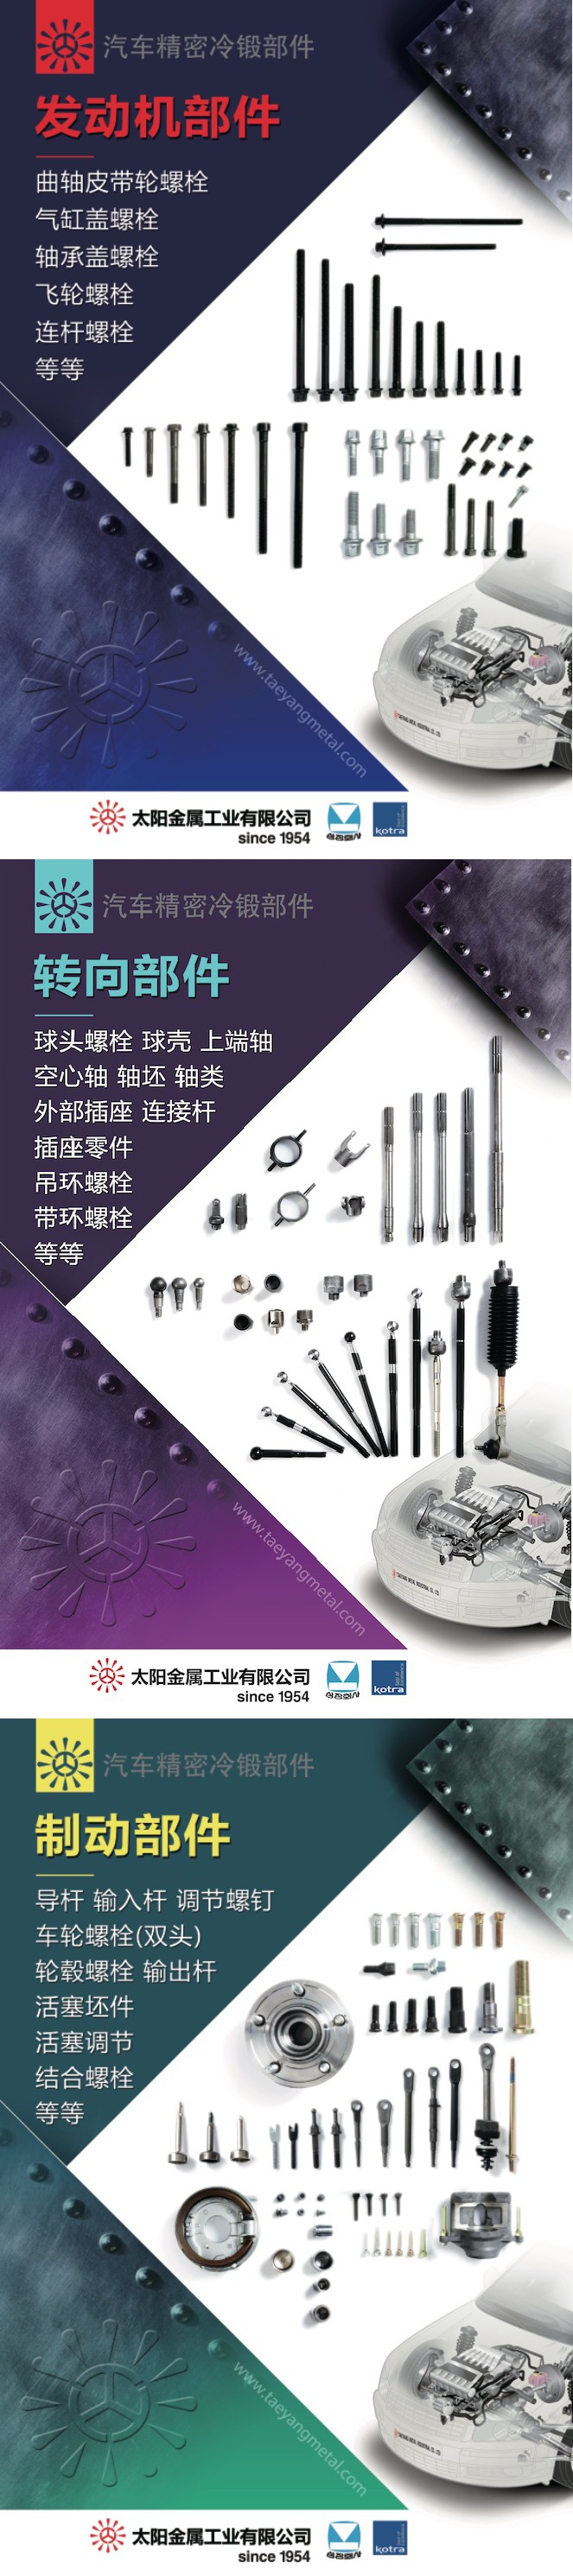 汽车精密冷锻部件
发动机部件
曲轴皮带轮螺栓
气缸盖螺栓
轴承盖螺栓
飞轮螺栓
连杆螺栓
等等
www.taeyangmetal.com
太阳金属工业有限公司
since 1954
kotra
汽车精密冷锻部件
转向部件
球头螺栓 球壳 上端轴
空心轴 轴坯 轴类
外部插座 连接杆
插座零件
吊环螺栓
带环螺栓
等等
www.taeyangmetal.com
太阳金属工业有限公司
since 1954
kotra
汽车精密冷锻部件
制动部件
导杆 输入杆 调节螺钉
车轮螺栓(双头)
轮毂螺栓 输出杆
活塞坯件
活塞调节
结合螺栓
等等
www.taeyangmetal.com
太阳金属工业有限公司
since 1954
kotra